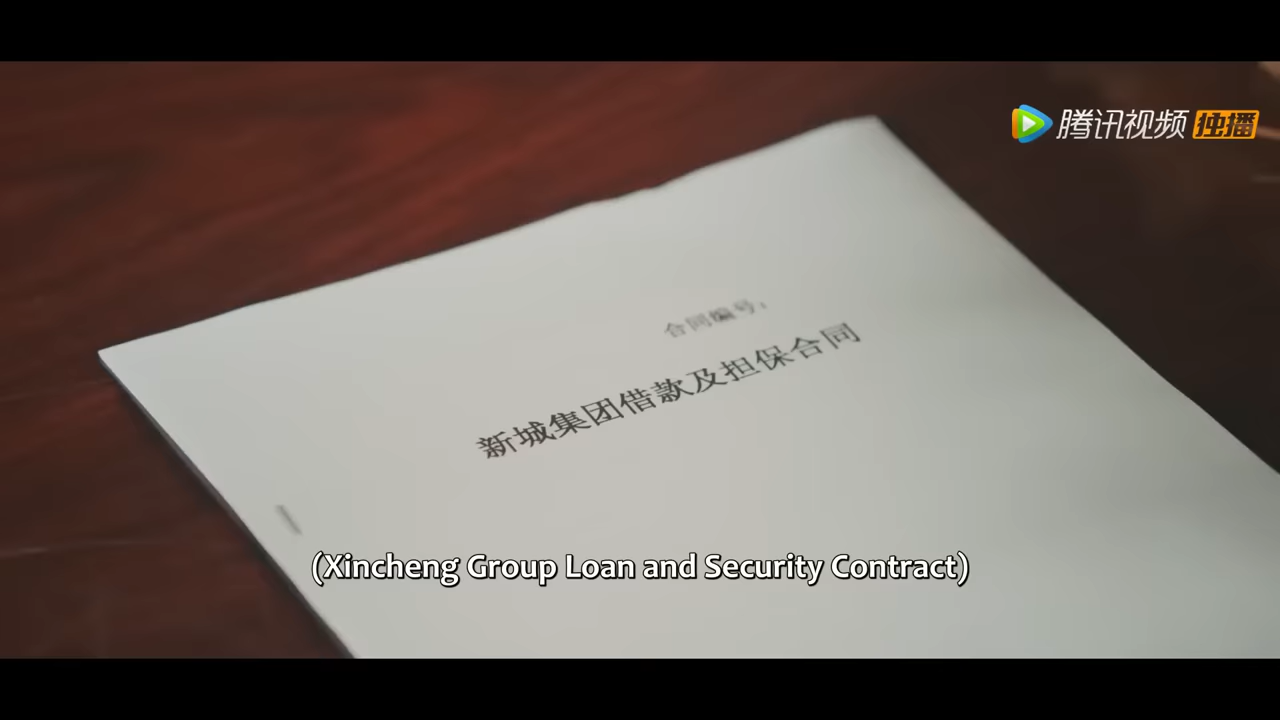 腾讯视频 独播
合同编号：
新城集团借款及担保合同
(Xincheng Group Loan and Security Contract)